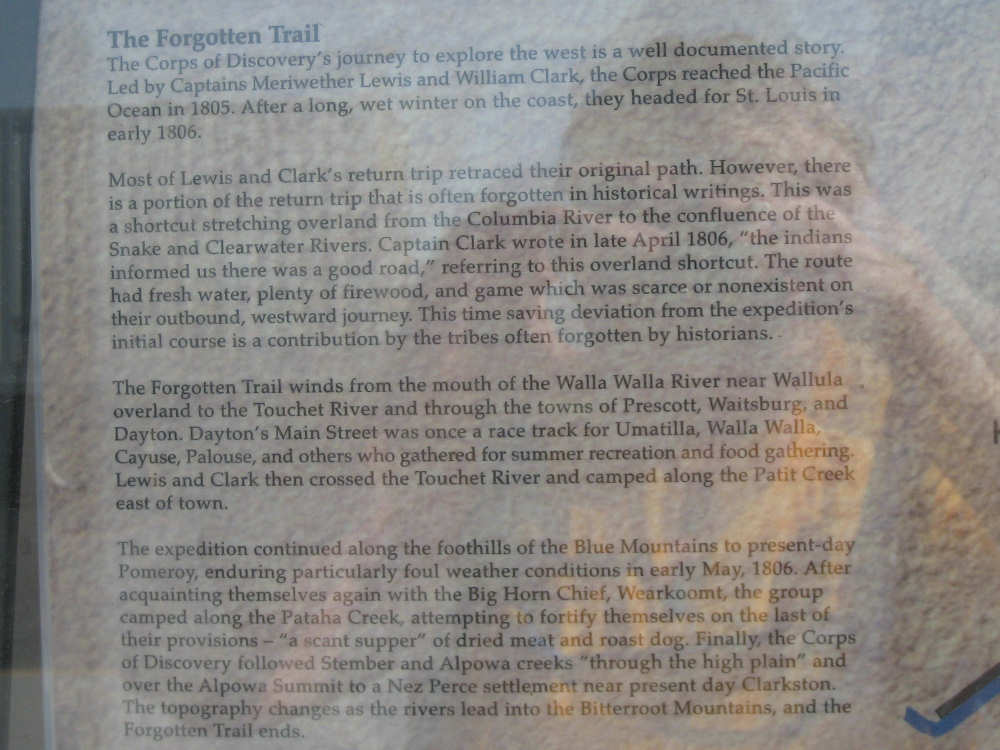 The Forgotten Trail
The Corps of Discovery's journey to explore the west is a well documented story.
Led by Captains Meriwether Lewis and William Clark, the Corps reached the Pacific
Ocean in 1805. After a long, wet winter on the coast, they headed for St. Louis in
early 1806.
Most of Lewis and Clark's return trip retraced their original path. However, there
is a portion of the return trip that is often forgotten in historical writings. This was
a shortcut stretching overland from the Columbia River to the confluence of the
Snake and Clearwater Rivers. Captain Clark wrote in late April 1806, "the indians
informed us there was a good road," referring to this overland shortcut. The route
had fresh water, plenty of firewood, and game which was scarce or nonexistent on
their outbound, westward journey. This time saving deviation from the expedition's
initial course is a contribution by the tribes often forgotten by historians.
The Forgotten Trail winds from the mouth of the Walla Walla River near Wallula
overland to the Touchet River and through the towns of Prescott, Waitsburg, and
Dayton. Dayton's Main Street was once a race track for Umatilla, Walla Walla,
Cayuse, Palouse, and others who gathered for summer recreation and food gathering.
Lewis and Clark then crossed the Touchet River and camped along the Patit Creek
east of town.
The expedition continued along the foothills of the Blue Mountains to present-day
Pomeroy, enduring particularly foul weather conditions in early May, 1806. After
acquainting themselves again with the Big Horn Chief, Wearkoomt, the group
camped along the Pataha Creek, attempting to fortify themselves on the last of
their provisions – "a scant supper" of dried meat and roast dog. Finally, the Corps
of Discovery followed Stember and Alpowa creeks "through the high plain" and
over the Alpowa Summit to a Nez Perce settlement near present day Clarkston.
The topography changes as the rivers lead into the Bitterroot Mountains, and the
Forgotten Trail ends.